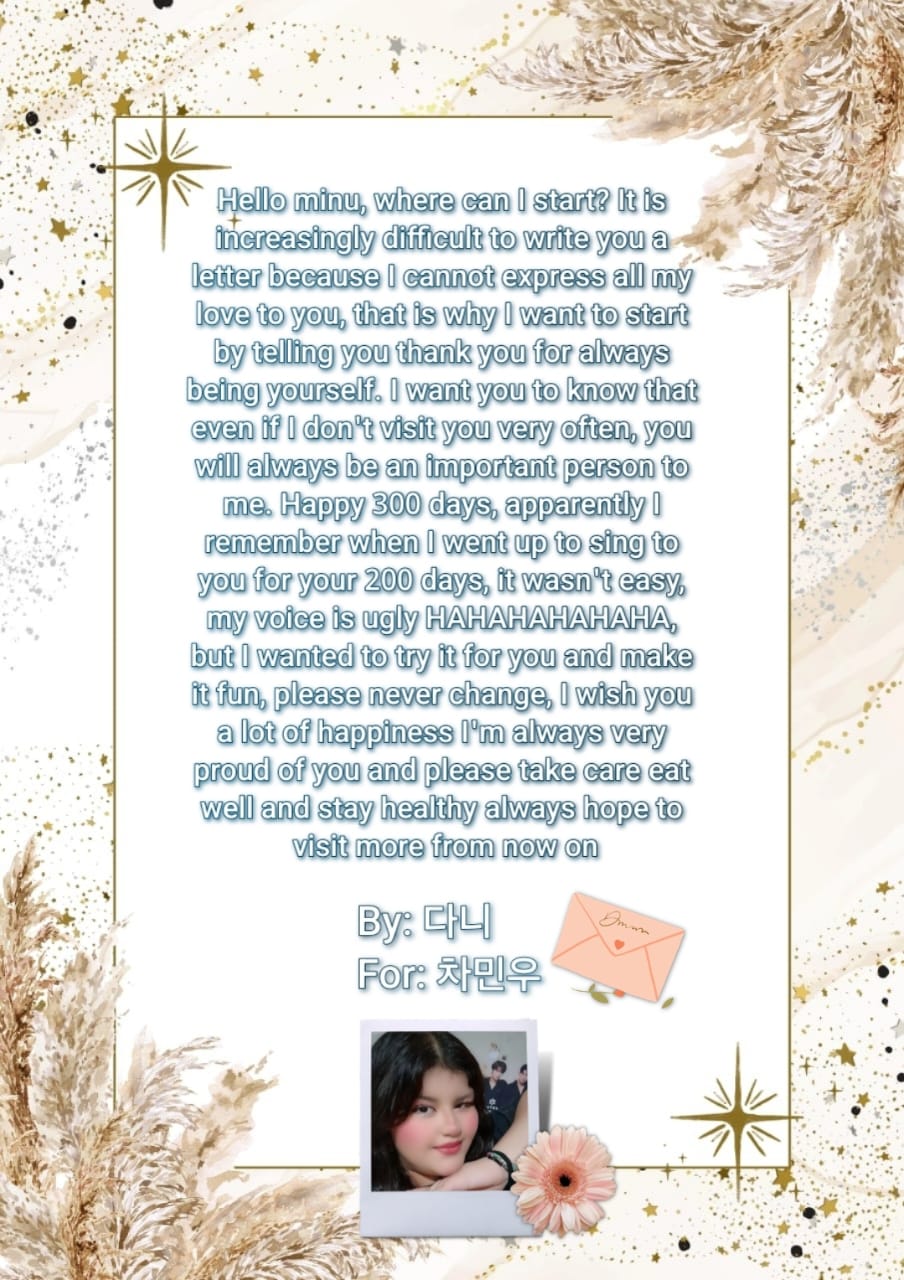 Hello minu, where can I start? It is
increasingly difficult to write you a
letter because I cannot express all my
love to you, that is why I want to start
by telling you thank you for always
being yourself. I want you to know that
even if I don't visit you very often, you
will always be an important person to
me. Happy 300 days, apparently I
remember when I went up to sing to
you for your 200 days, it wasn't easy,
my voice is ugly HAHAHAHAHAHA,
but I wanted to try it for you and make
it fun, please never change, I wish you
a lot of happiness I'm always very
proud of you and please take care eat
well and stay healthy always hope to
visit more from now on
By: 다니
For: 차민우